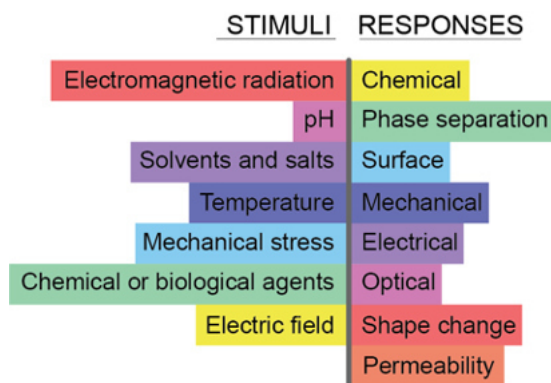 STIMULI RESPONSES
Electromagnetic radiation Chemical
pH Phase separation
Solvents and salts Surface
Temperature Mechanical
Mechanical stress Electrical
Chemical or biological agents Optical
Electric field Shape change
Permeability